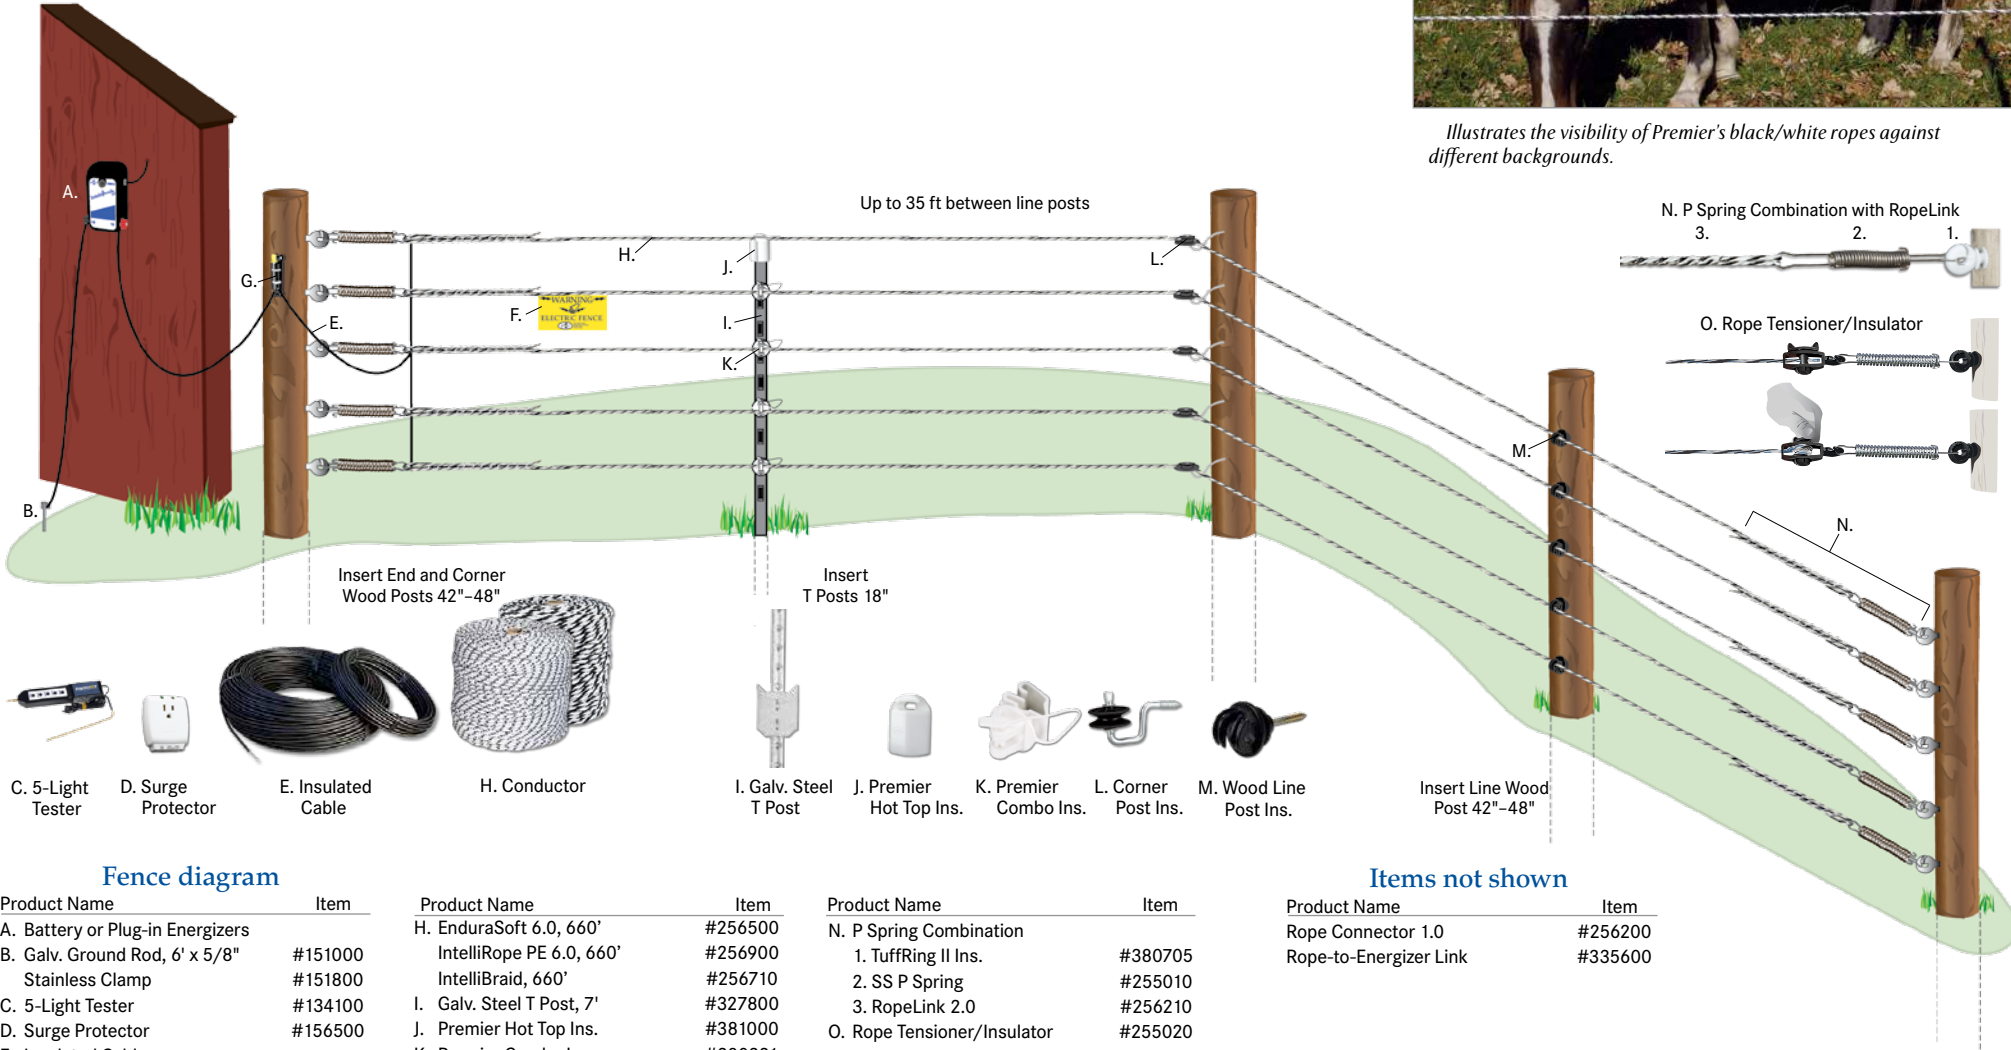 Illustrates the visibility of Premier's black/white ropes against
different backgrounds.
A.
B.
G.
E.
F.
WARNING
ELECTRIC FENCE
H.
Up to 35 ft between line posts
J.
I.
K.
L.
M.
N.
N. P Spring Combination with RopeLink
3. 2. 1.
O. Rope Tensioner/Insulator
Insert End and Corner
Wood Posts 42"–48"
Insert
T Posts 18"
Insert Line Wood
Post 42"–48"
C. 5-Light
Tester
D. Surge
Protector
E. Insulated
Cable
H. Conductor
I. Galv. Steel
T Post
J. Premier
Hot Top Ins.
K. Premier
Combo Ins.
L. Corner
Post Ins.
M. Wood Line
Post Ins.
Fence diagram
Product Name Item
A. Battery or Plug-in Energizers
B. Galv. Ground Rod, 6' x 5/8" #151000
Stainless Clamp #151800
C. 5-Light Tester #134100
D. Surge Protector #156500
Product Name Item
H. EnduraSoft 6.0, 660’ #256500
IntelliRope PE 6.0, 660’ #256900
IntelliBraid, 660’ #256710
I. Galv. Steel T Post, 7' #327800
J. Premier Hot Top Ins. #381000
Product Name Item
N. P Spring Combination
1. TuffRing II Ins. #380705
2. SS P Spring #255010
3. RopeLink 2.0 #256210
O. Rope Tensioner/Insulator #255020
Items not shown
Product Name Item
Rope Connector 1.0 #256200
Rope-to-Energizer Link #335600